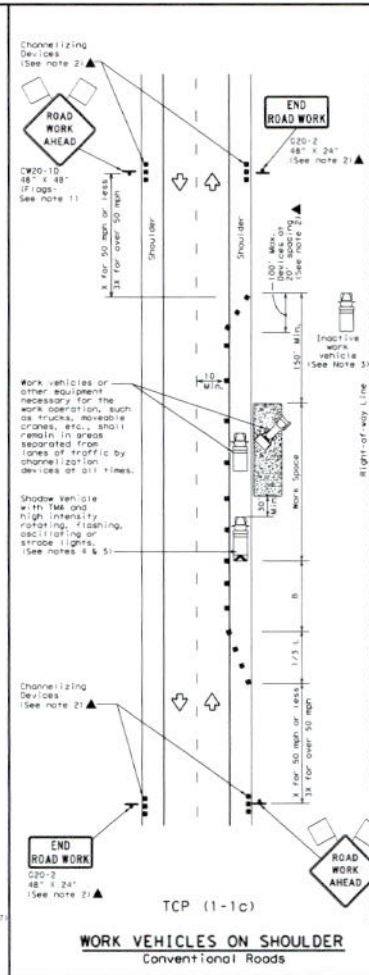 Channelizing
Devices
(See note 2)▲
ROAD
WORK
AHEAD
CW20-1D
48" X 48"
(Flags-
See note 1)
X for 50 mph or less
3X for over 50 mph
Shoulder
Shoulder
END
ROAD WORK
G20-2
48" X 24"
(See note 2)▲
100' Max.
Devices at
20' spacing
(See note 2)▲
150' Min.
Inactive
work
vehicle
(See Note 3)
Right-of-way Line
10'
Min.
Work vehicles or
other equipment
necessary for the
work operation, such
as trucks, moveable
cranes, etc., shall
remain in areas
separated from
lanes of traffic by
channelization
devices at all times.
Work Space
30'
Min.
Shadow Vehicle
with TMA and
high intensity
rotating, flashing,
oscillating or
strobe lights.
(See notes 4 & 5)
B
1/3 L
Channelizing
Devices
(See note 2)▲
X for 50 mph or less
3X for over 50 mph
END
ROAD WORK
G20-2
48" X 24"
(See note 2)▲
ROAD
WORK
AHEAD
TCP (1-1c)
WORK VEHICLES ON SHOULDER
Conventional Roads